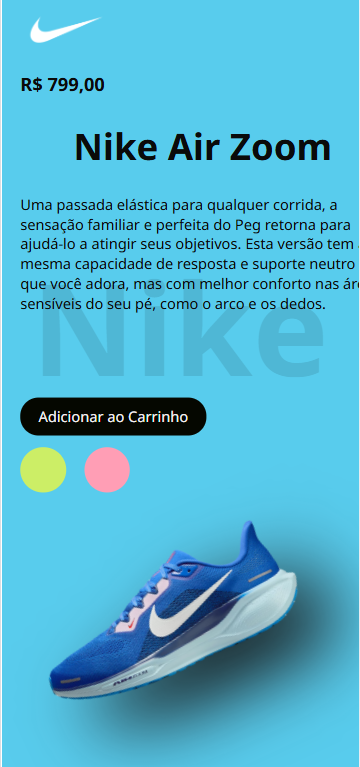 R$ 799,00
Nike Air Zoom
Uma passada elástica para qualquer corrida, a
sensação familiar e perfeita do Peg retorna para
ajudá-lo a atingir seus objetivos. Esta versão tem
mesma capacidade de resposta e suporte neutro
que você adora, mas com melhor conforto nas
sensíveis do seu pé, como o arco e os dedos.
Nike
Adicionar ao Carrinho